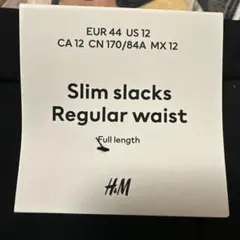 EUR 44 US 12
CA 12 CN 170/84A MX 12
Slim slacks
Regular waist
Full length
H&M